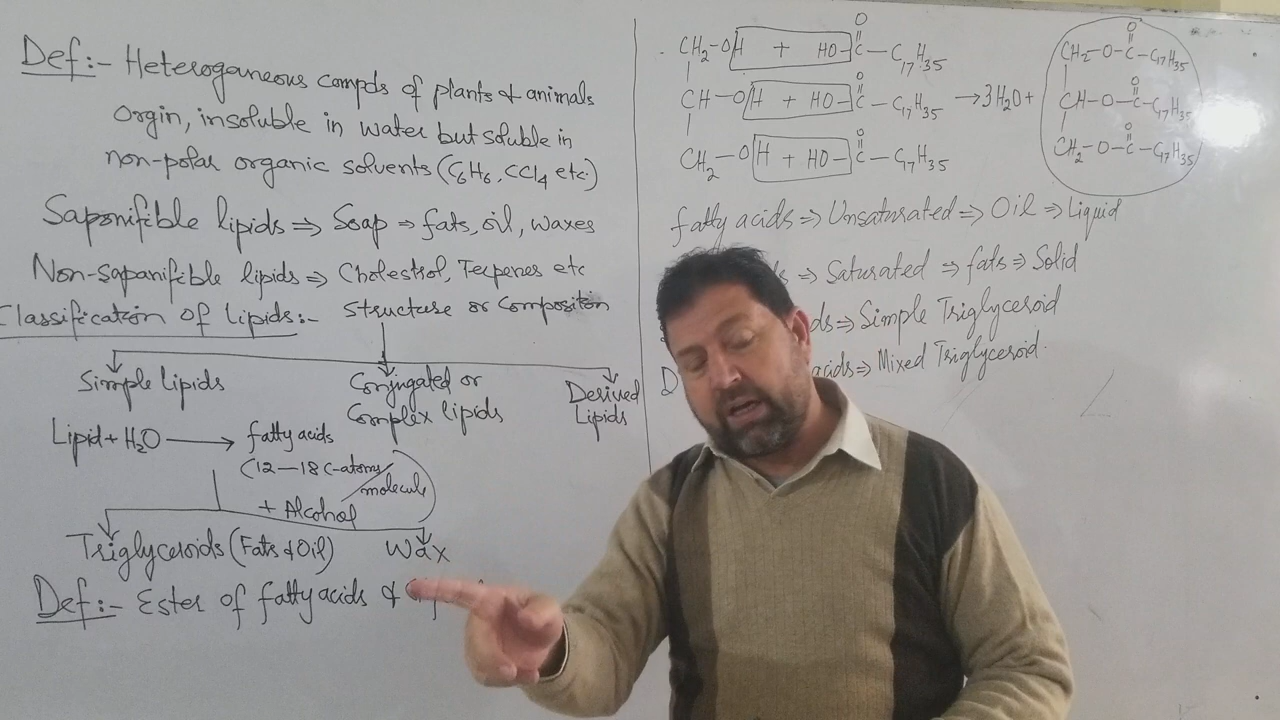 Def:- Heterogeneous compds of plants & animals
Orgin, insoluble in water but soluble in
non-polar organic solvents (C6H6, CCl4 etc.)
Saponifible lipids ⇒ Soap ⇒ fats, oil, waxes
Non-sapanifible lipids ⇒ Cholestrol, Terpenes etc
Classification of lipids:- Structure or Compositon
Simple Lipids
Conjugated or
Complex lipids
Derived
Lipids
Lipid + H2O → fatty acids
(12—18 C-atoms/
molecule)
+ Alcohol
Triglyceroids (Fats & Oil) Wax
Def:- Ester of fatty acids &
CH2-OH + HO-C-C17H35
O
CH-OH + HO-C-C17H35 → 3H2O +
O
CH2-OH + HO-C-C17H35
O
CH2-O-C-C17H35
O
CH-O-C-C17H35
O
CH2-O-C-C17H35
O
fatty acids ⇒ Unsaturated ⇒ Oil ⇒ Liquid
⇒ Saturated ⇒ fats ⇒ Solid
ds ⇒ Simple Triglyceroid
D acids ⇒ Mixed Triglyceroid.